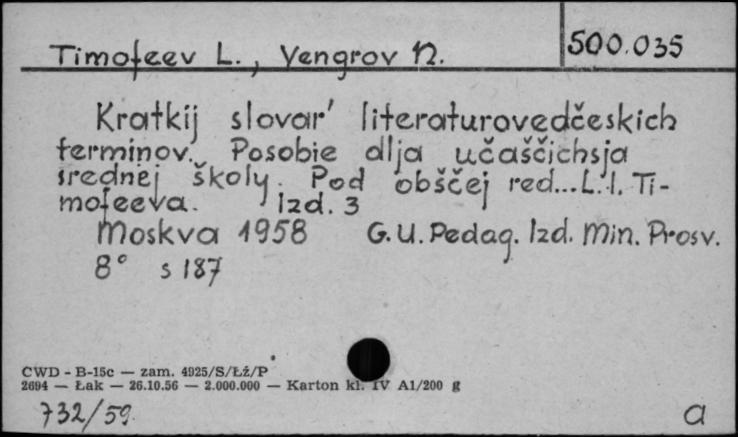 Timofeev L., Vengrov N. 500.035
Kratkij slovar' literaturovedčeskich
terminov. Posobie dlja učaščichsja
srednej školy. Pod obščej red...L.I. Ti-
mofeeva. Izd. 3
Moskva 1958 G.U. Pedag. Izd. Min. Prosv.
8° s 187
CWD - B-15c — zam. 4925/S/Łź/P
2694 — Łak — 26.10.56 — 2.000.000 — Karton kl. IV A1/200 g
732/59 a